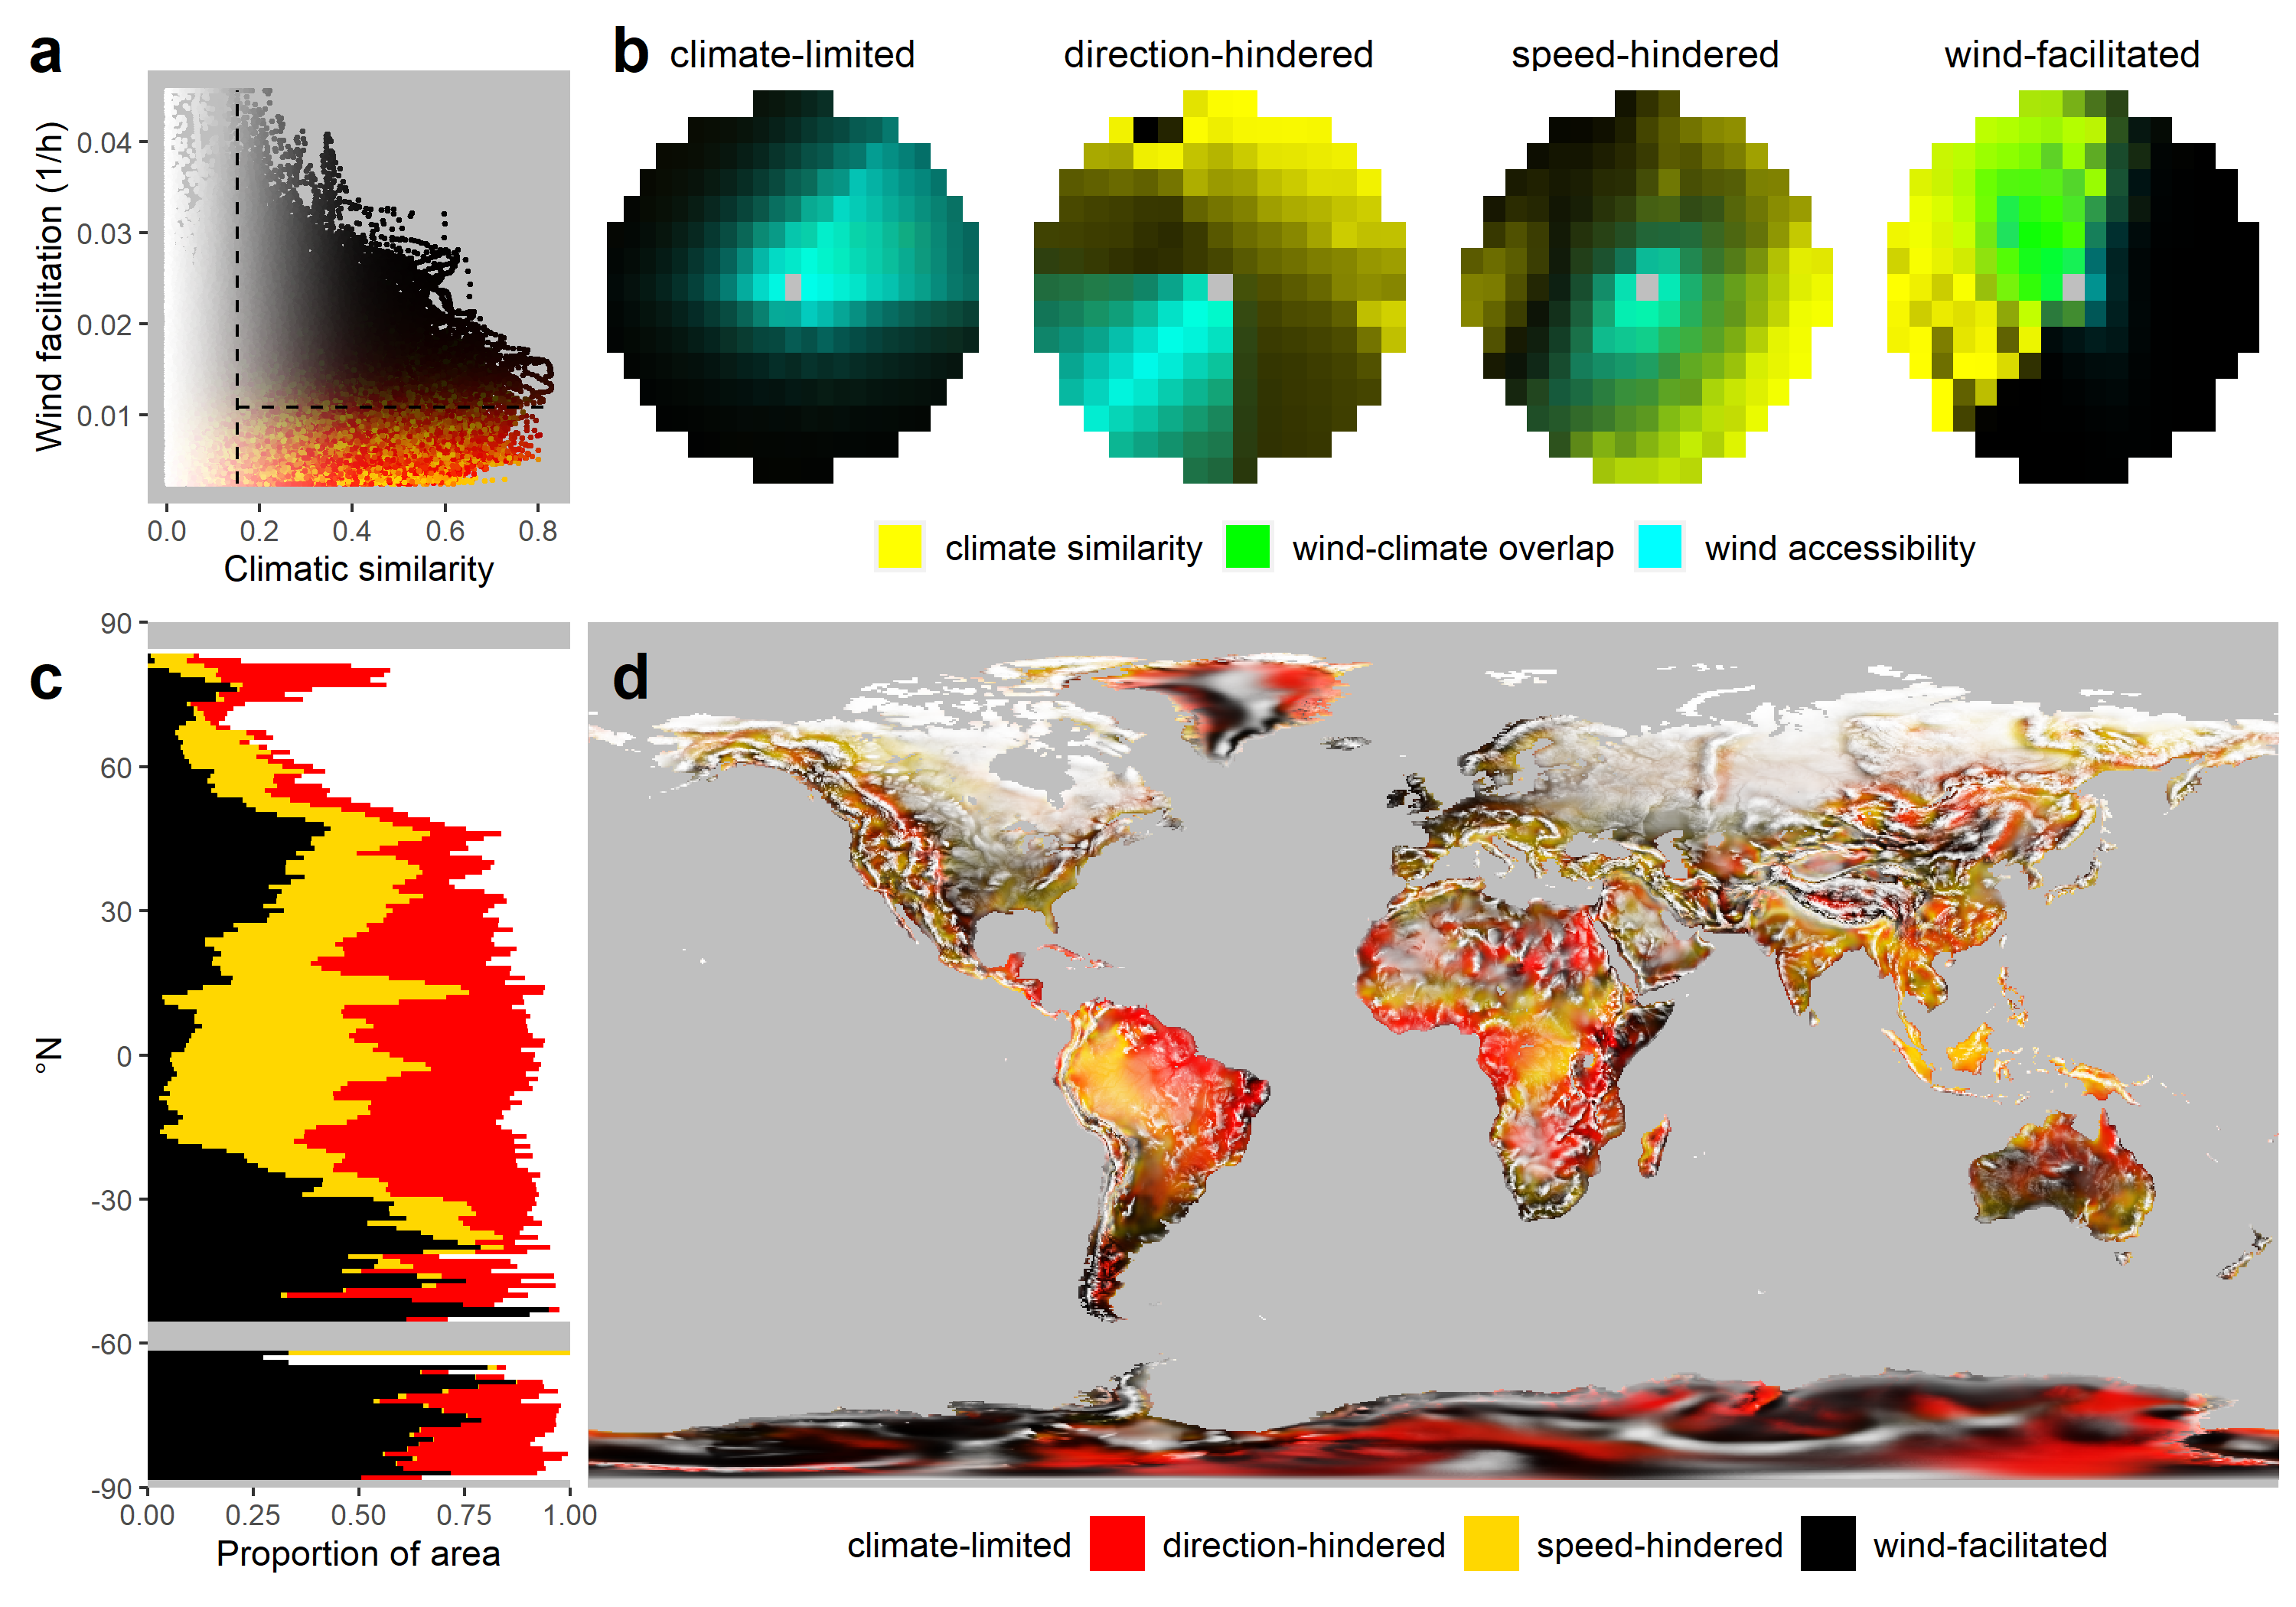 a
0.04
0.03
0.02
0.01
Wind facilitation (1/h)
0.0 0.2 0.4 0.6 0.8
Climatic similarity
b
climate-limited direction-hindered speed-hindered wind-facilitated
climate similarity wind-climate overlap wind accessibility
c
90
60
30
0
-30
-60
-90
°N
0.00 0.25 0.50 0.75 1.00
Proportion of area
d
climate-limited direction-hindered speed-hindered wind-facilitated